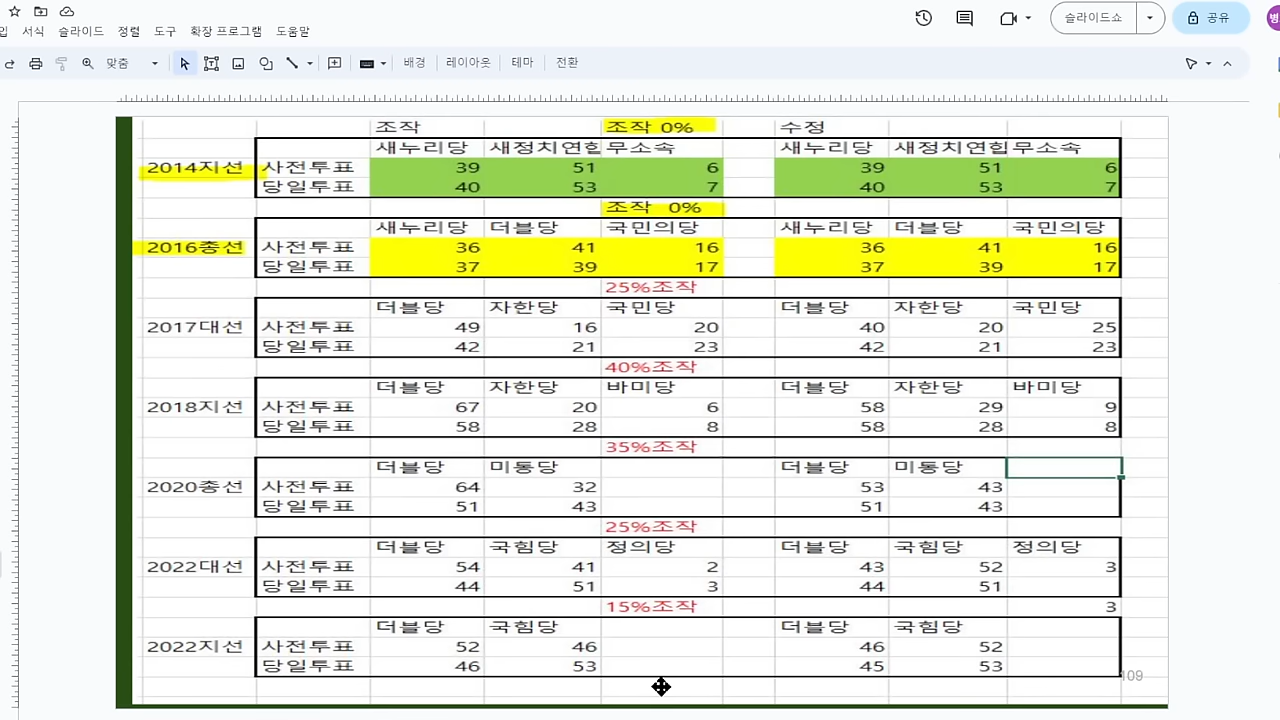 입 서식 슬라이드 정렬 도구 확장 프로그램 도움말
슬라이드쇼 공유 병
맞춤 배경 레이아웃 테마 전환
조작 조작 0% 수정
새누리당 새정치연합 무소속 새누리당 새정치연합 무소속
2014지선 사전투표 39 51 6 39 51 6
당일투표 40 53 7 40 53 7
조작 0%
새누리당 더블당 국민의당 새누리당 더블당 국민의당
2016총선 사전투표 36 41 16 36 41 16
당일투표 37 39 17 37 39 17
25%조작
더블당 자한당 국민당 더블당 자한당 국민당
2017대선 사전투표 49 16 20 40 20 25
당일투표 42 21 23 42 21 23
40%조작
더블당 자한당 바미당 더블당 자한당 바미당
2018지선 사전투표 67 20 6 58 29 9
당일투표 58 28 8 58 28 8
35%조작
더블당 미통당 더블당 미통당
2020총선 사전투표 64 32 53 43
당일투표 51 43 51 43
25%조작
더블당 국힘당 정의당 더블당 국힘당 정의당
2022대선 사전투표 54 41 2 43 52 3
당일투표 44 51 3 44 51
15%조작 3
더블당 국힘당 더블당 국힘당
2022지선 사전투표 52 46 46 52
당일투표 46 53 45 53
109